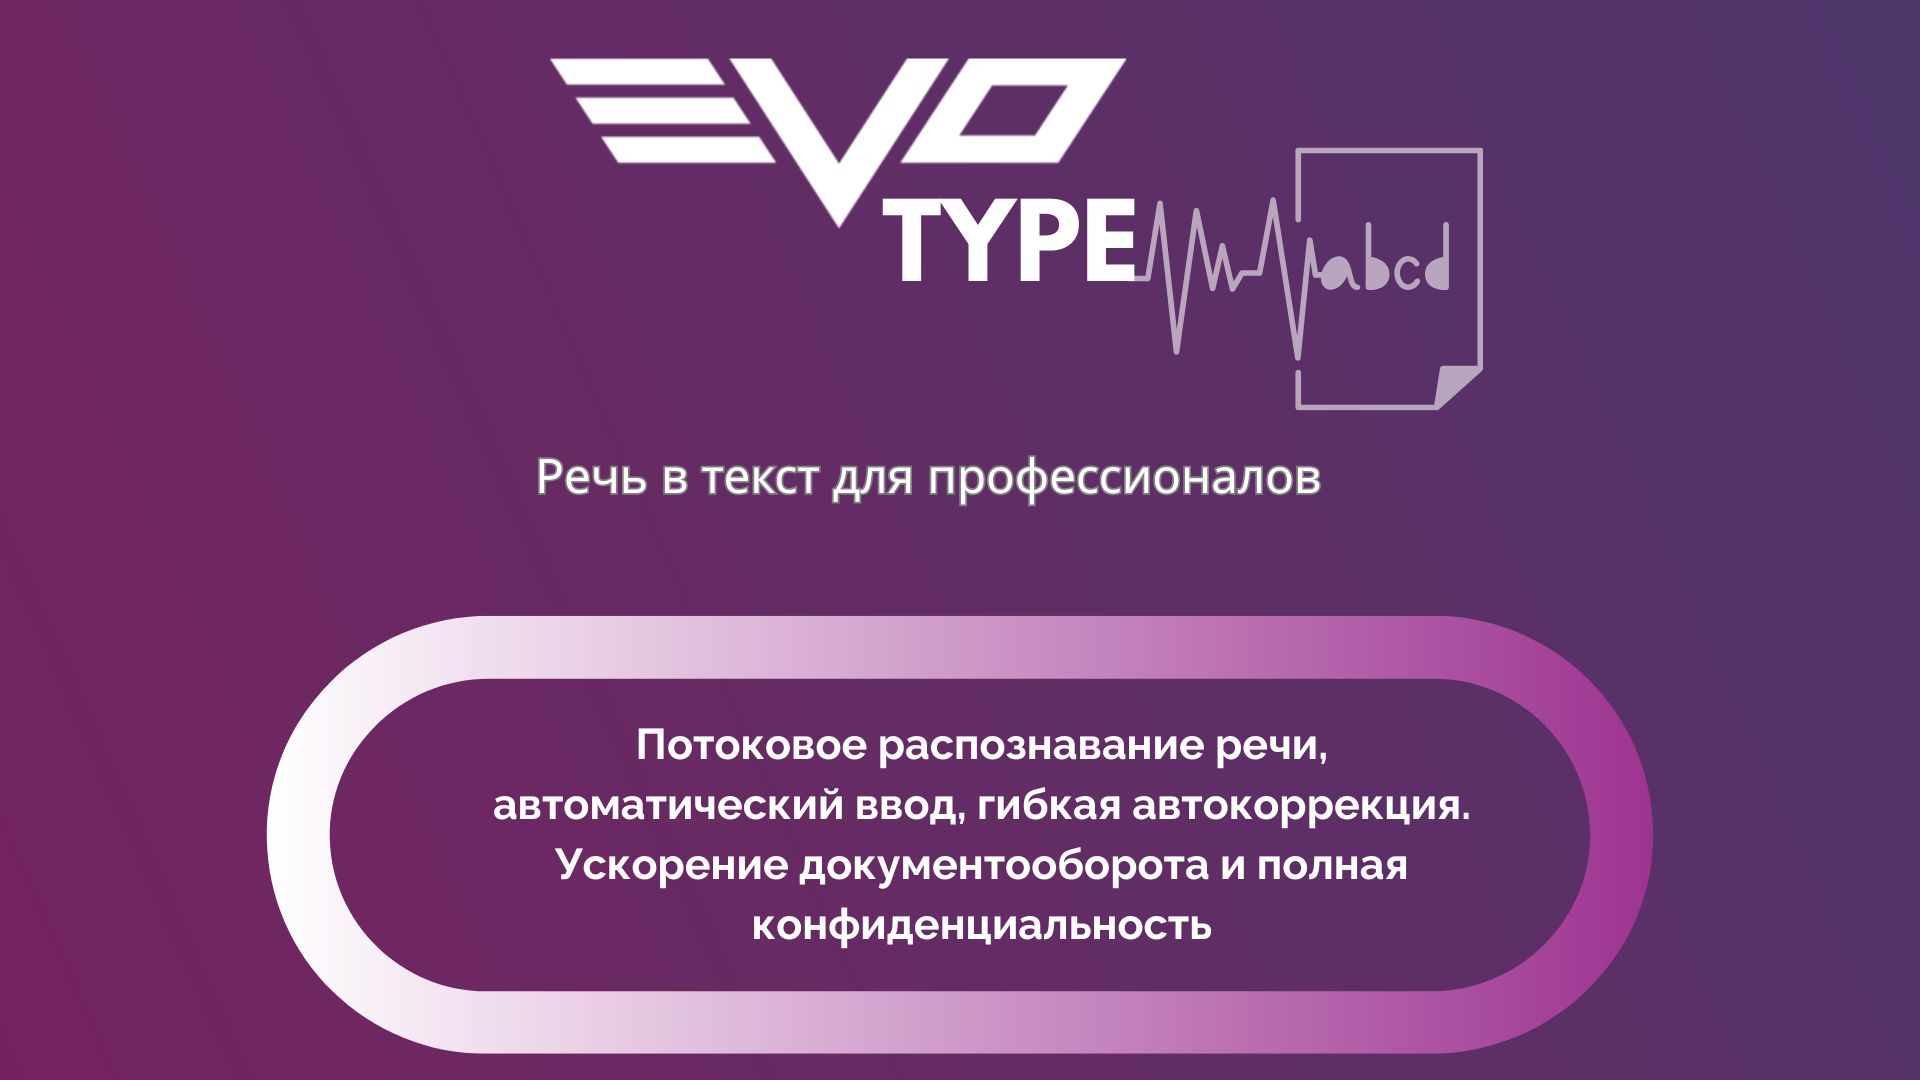 EVO
TYPE
abcd
Речь в текст для профессионалов
Потоковое распознавание речи,
автоматический ввод, гибкая автокоррекция.
Ускорение документооборота и полная
конфиденциальность